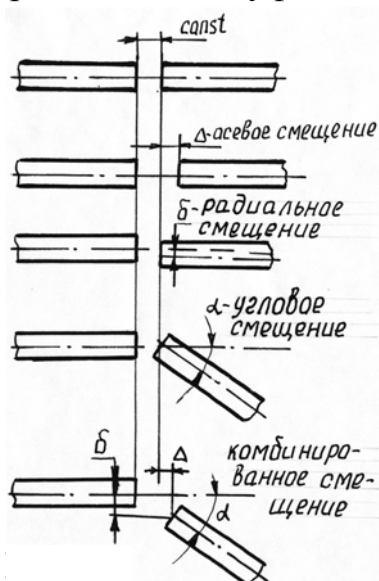 const
Δ-осевое смещение
δ-радиальное
смещение
α-угловое
смещение
δ
Δ
комбиниро-
ванное сме-
щение
α